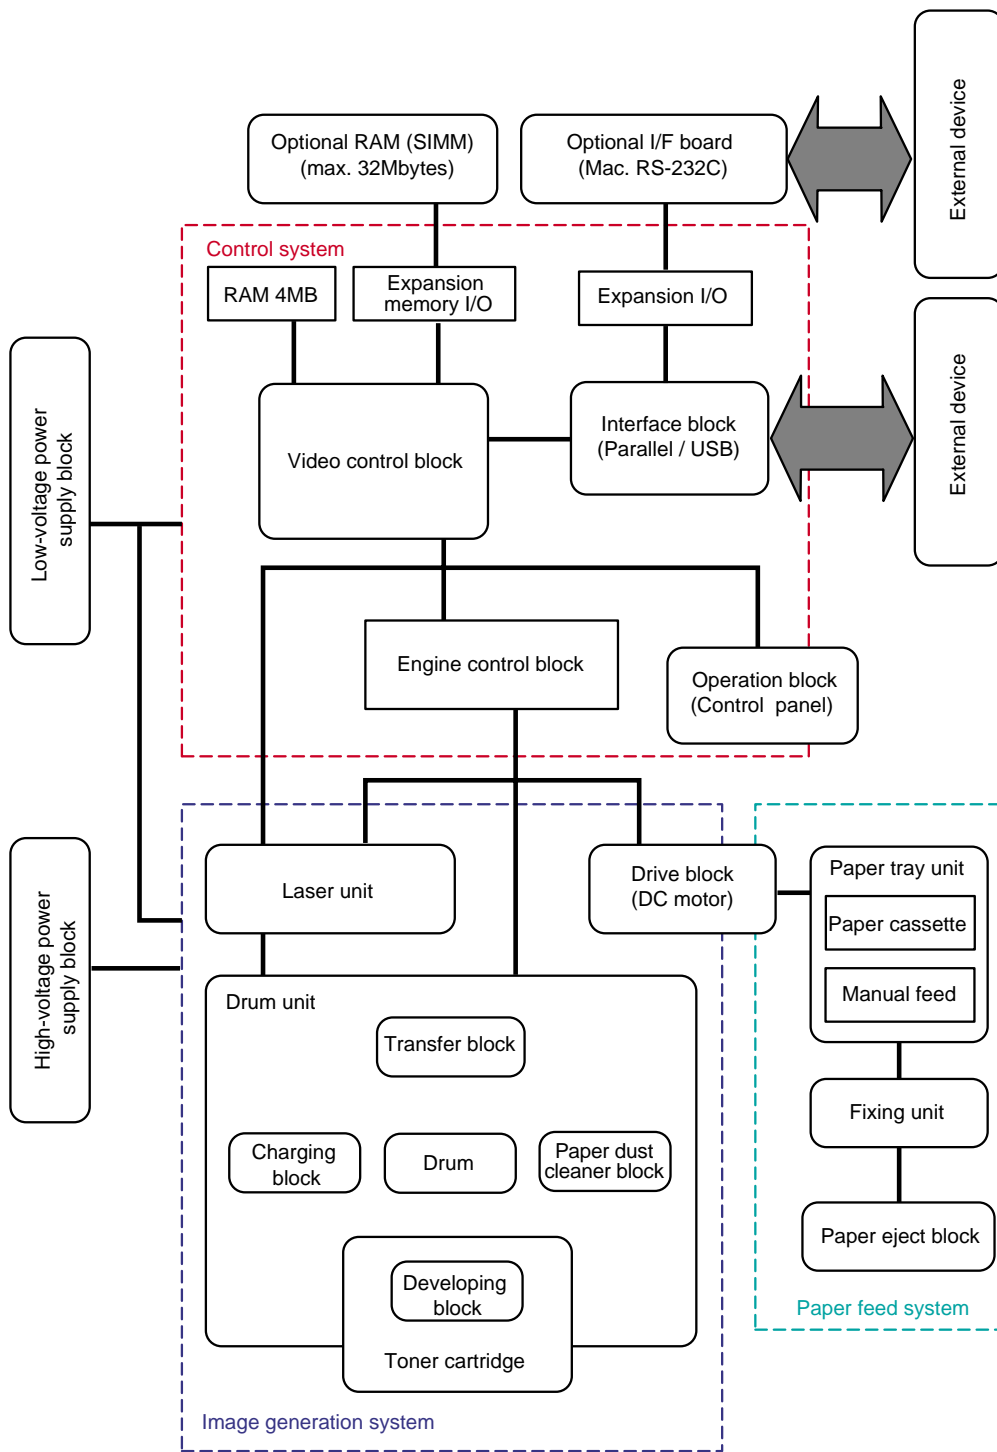 Optional RAM (SIMM)
(max. 32Mbytes)
Optional I/F board
(Mac. RS-232C)
External device
Control system
RAM 4MB
Expansion
memory I/O
Expansion I/O
External device
Low-voltage power
supply block
Video control block
Interface block
(Parallel / USB)
Engine control block
Operation block
(Control panel)
High-voltage power
supply block
Laser unit
Drive block
(DC motor)
Paper tray unit
Paper cassette
Manual feed
Drum unit
Transfer block
Charging
block
Drum
Paper dust
cleaner block
Fixing unit
Paper eject block
Developing
block
Toner cartridge
Paper feed system
Image generation system